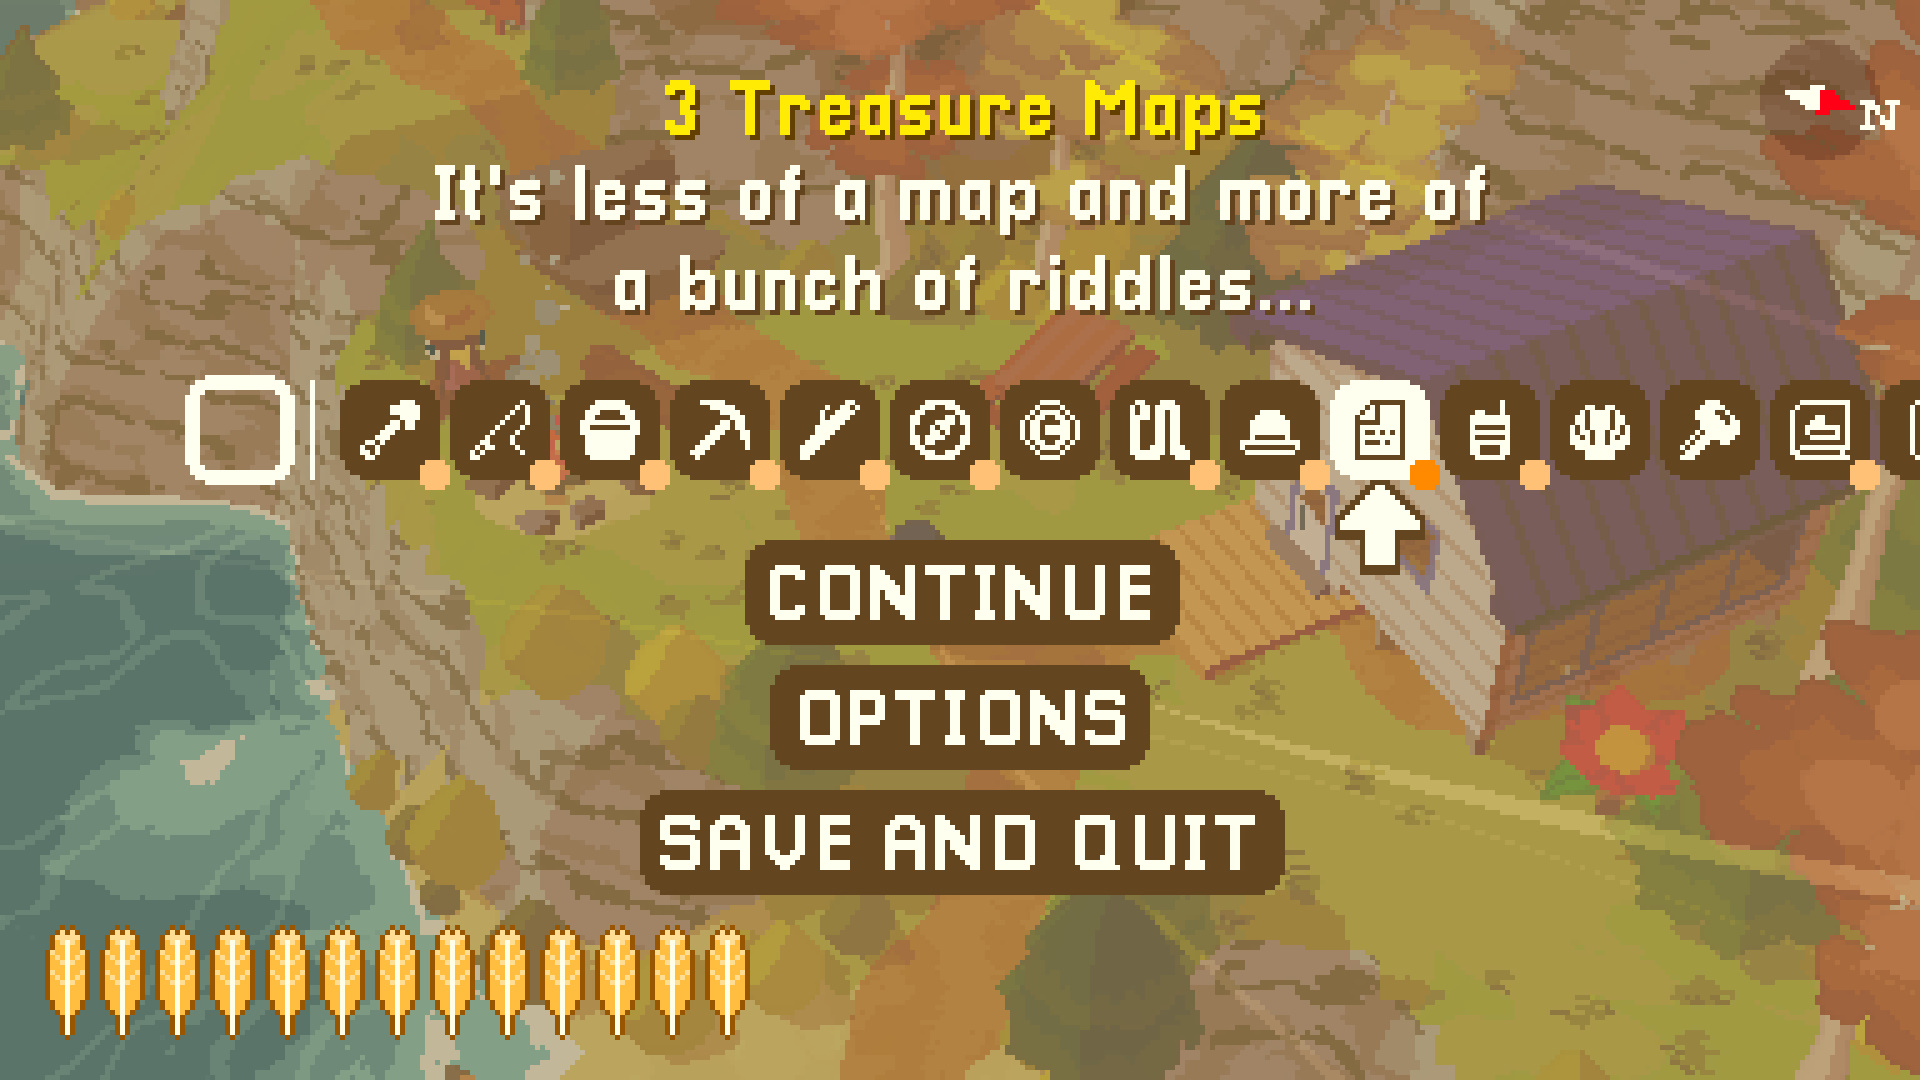 3 Treasure Maps
N
It's less of a map and more of
a bunch of riddles...
CONTINUE
OPTIONS
SAVE AND QUIT